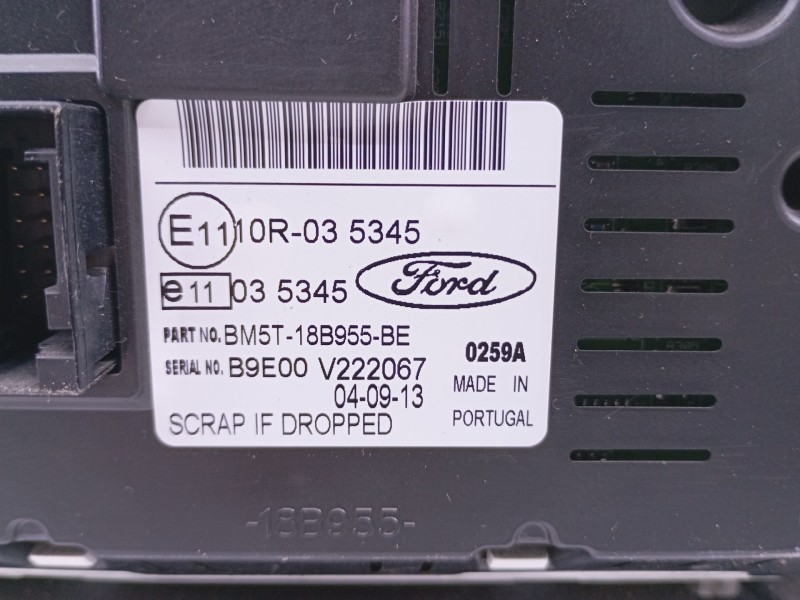 E11 10R-03 5345
e11 03 5345 Ford
PART NO. BM5T-18B955-BE
SERIAL NO. B9E00 V222067
0259A
04-09-13
MADE IN
PORTUGAL
SCRAP IF DROPPED
-18B955-